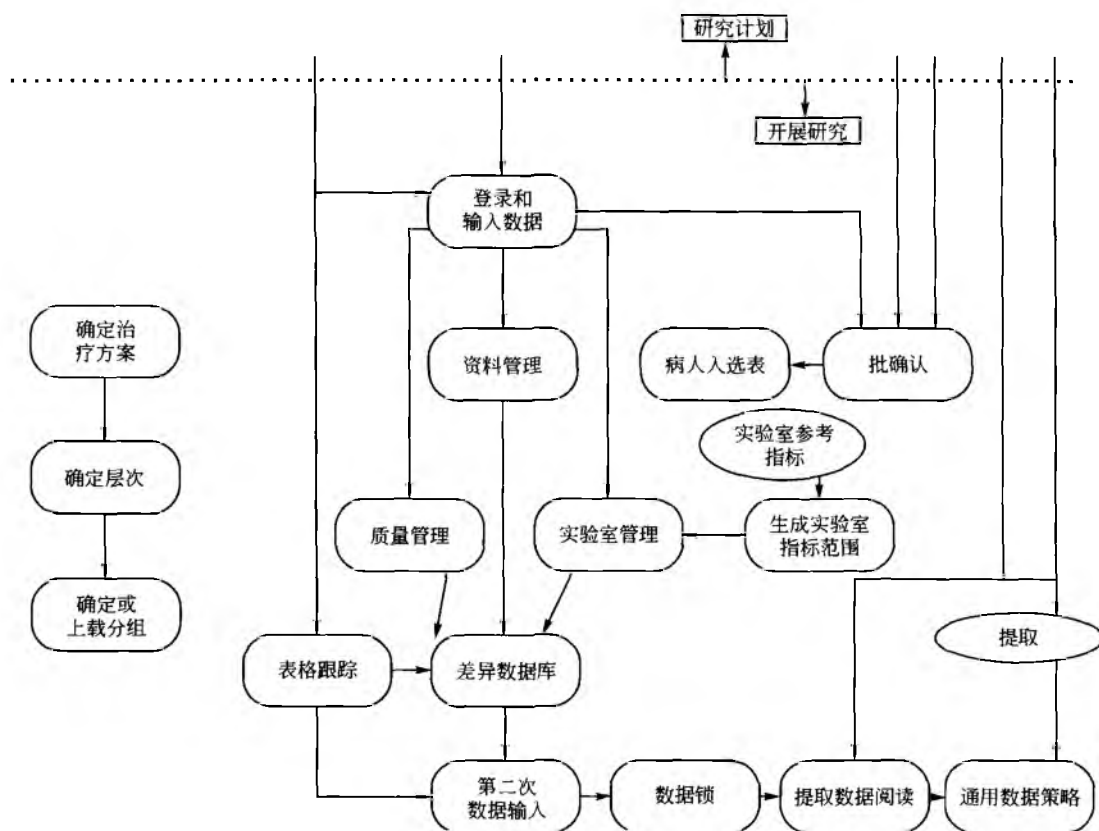 研究计划
开展研究
登录和
输入数据
确定治
疗方案
资料管理
病人入选表
批确认
实验室参考
指标
确定层次
质量管理
实验室管理
生成实验室
指标范围
确定或
上载分组
提取
表格跟踪
差异数据库
第二次
数据输入
数据锁
提取数据阅读
通用数据策略